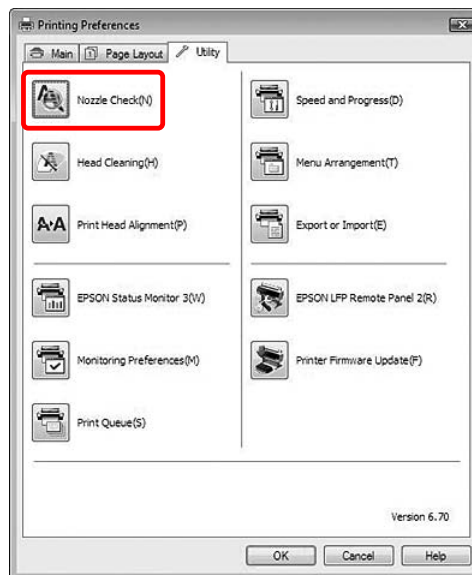 Printing Preferences
Main
Page Layout
Utility
Nozzle Check(N)
Speed and Progress(D)
Head Cleaning(H)
Menu Arrangement(T)
Print Head Alignment(P)
Export or Import(E)
EPSON Status Monitor 3(W)
EPSON LFP Remote Panel 2(R)
Monitoring Preferences(M)
Printer Firmware Update(F)
Print Queue(S)
Version 6.70
OK
Cancel
Help